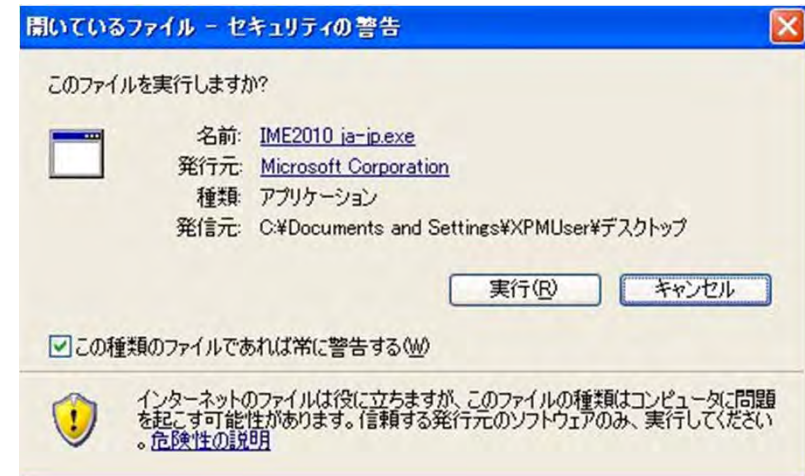 開いているファイル - セキュリティの警告
このファイルを実行しますか?
名前: IME2010 ja-jp.exe
発行元: Microsoft Corporation
種類: アプリケーション
発信元: C:¥Documents and Settings¥XPMUser¥デスクトップ
実行(R) キャンセル
この種類のファイルであれば常に警告する(W)
インターネットのファイルは役に立ちますが、このファイルの種類はコンピュータに問題
を起こす可能性があります。信頼する発行元のソフトウェアのみ、実行してください
。危険性の説明